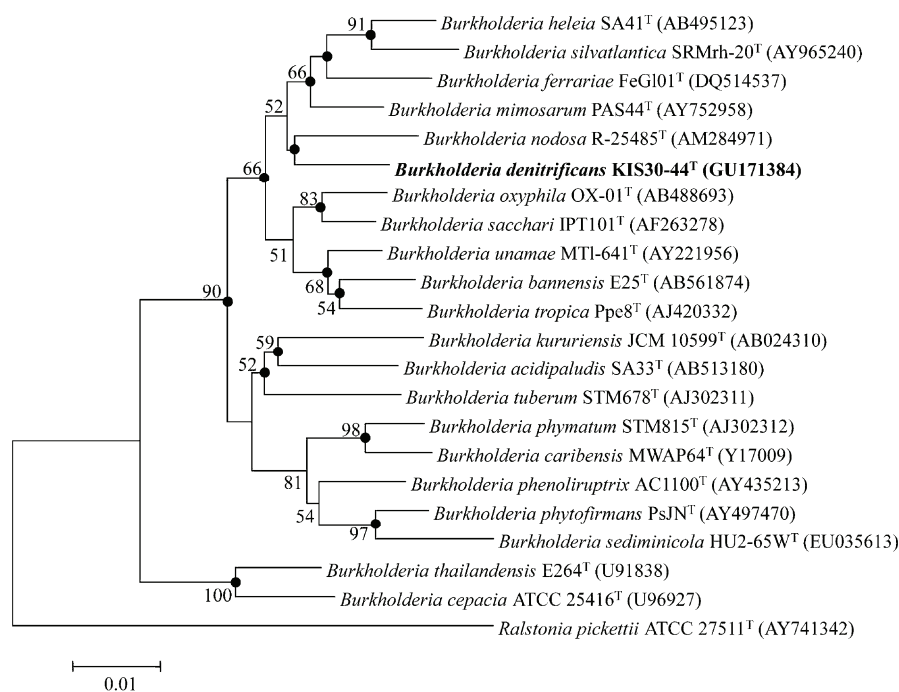 91 Burkholderia heleia SA41ᵀ (AB495123)
Burkholderia silvatlantica SRMrh-20ᵀ (AY965240)
66 Burkholderia ferrariae FeGl01ᵀ (DQ514537)
52 Burkholderia mimosarum PAS44ᵀ (AY752958)
Burkholderia nodosa R-25485ᵀ (AM284971)
66 Burkholderia denitrificans KIS30-44ᵀ (GU171384)
83 Burkholderia oxyphila OX-01ᵀ (AB488693)
Burkholderia sacchari IPT101ᵀ (AF263278)
51 Burkholderia unamae MTl-641ᵀ (AY221956)
90 68 Burkholderia bannensis E25ᵀ (AB561874)
54 Burkholderia tropica Ppe8ᵀ (AJ420332)
59 Burkholderia kururiensis JCM 10599ᵀ (AB024310)
52 Burkholderia acidipaludis SA33ᵀ (AB513180)
Burkholderia tuberum STM678ᵀ (AJ302311)
98 Burkholderia phymatum STM815ᵀ (AJ302312)
Burkholderia caribensis MWAP64ᵀ (Y17009)
81 Burkholderia phenoliruptrix AC1100ᵀ (AY435213)
54 Burkholderia phytofirmans PsJNᵀ (AY497470)
97 Burkholderia sediminicola HU2-65Wᵀ (EU035613)
Burkholderia thailandensis E264ᵀ (U91838)
100 Burkholderia cepacia ATCC 25416ᵀ (U96927)
Ralstonia pickettii ATCC 27511ᵀ (AY741342)
0.01